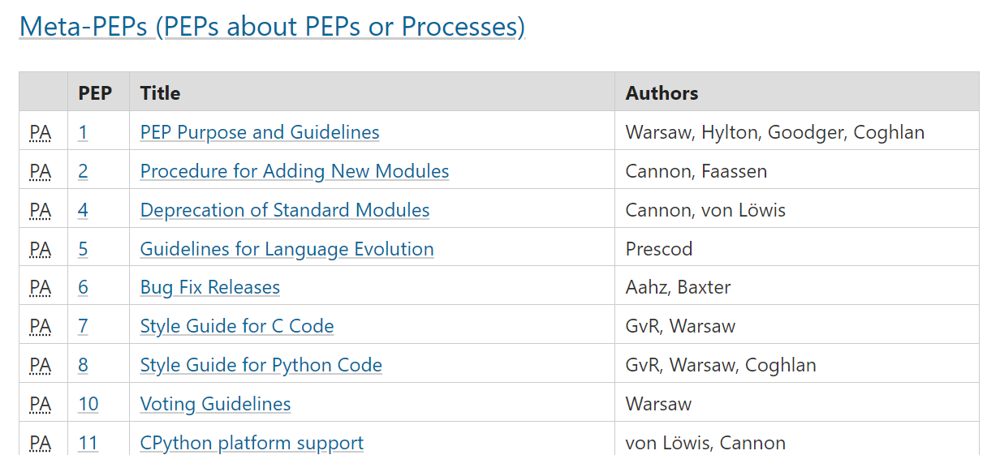 Meta-PEPs (PEPs about PEPs or Processes)
PEP Title Authors
PA 1 PEP Purpose and Guidelines Warsaw, Hylton, Goodger, Coghlan
PA 2 Procedure for Adding New Modules Cannon, Faassen
PA 4 Deprecation of Standard Modules Cannon, von Löwis
PA 5 Guidelines for Language Evolution Prescod
PA 6 Bug Fix Releases Aahz, Baxter
PA 7 Style Guide for C Code GvR, Warsaw
PA 8 Style Guide for Python Code GvR, Warsaw, Coghlan
PA 10 Voting Guidelines Warsaw
PA 11 CPython platform support von Löwis, Cannon